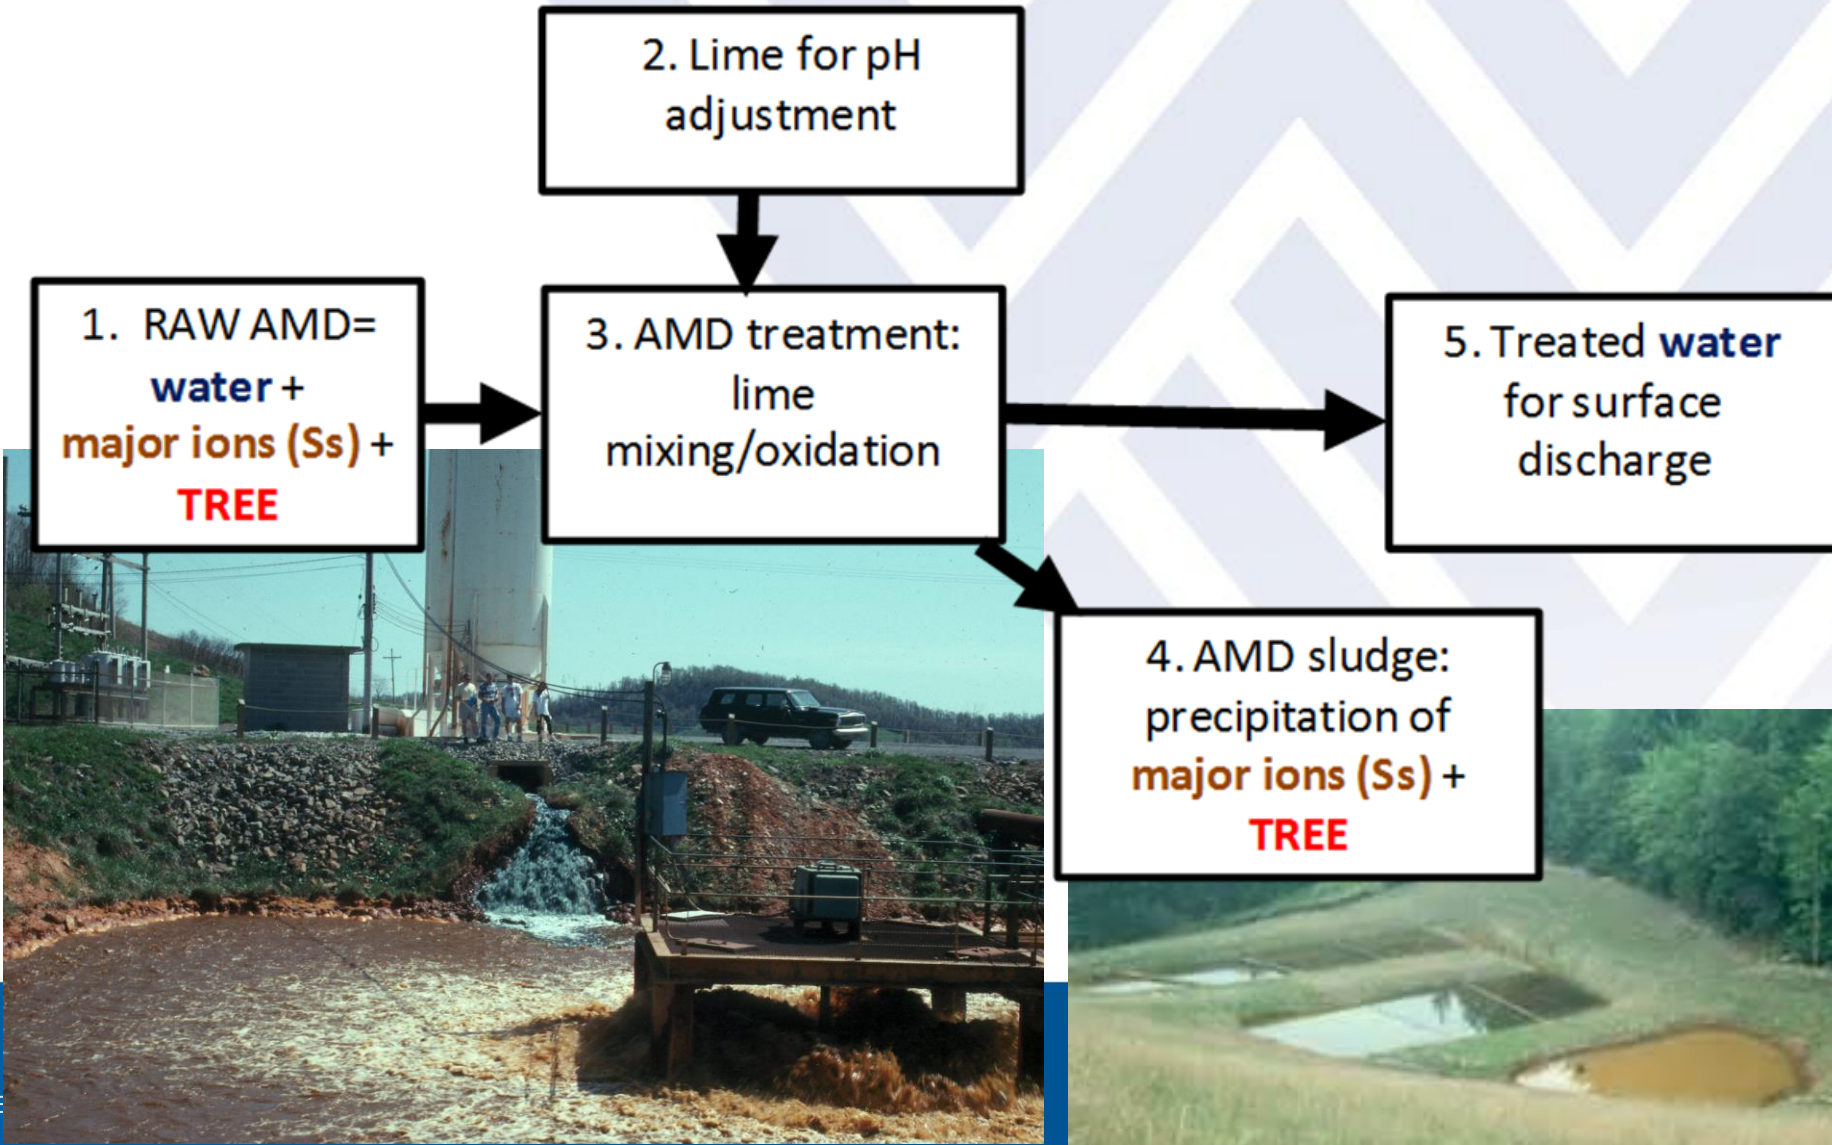 2. Lime for pH
adjustment
1. RAW AMD=
water +
major ions (Ss) +
TREE
3. AMD treatment:
lime
mixing/oxidation
5. Treated water
for surface
discharge
4. AMD sludge:
precipitation of
major ions (Ss) +
TREE